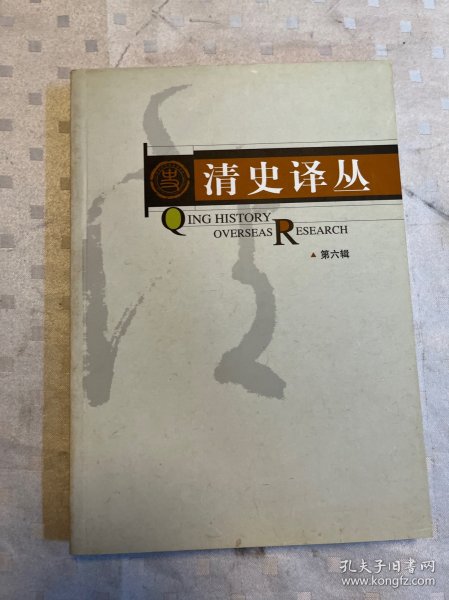 清史译丛
QING HISTORY
OVERSEAS RESEARCH
▲ 第六辑
孔夫子旧书网
www.kongfz.com